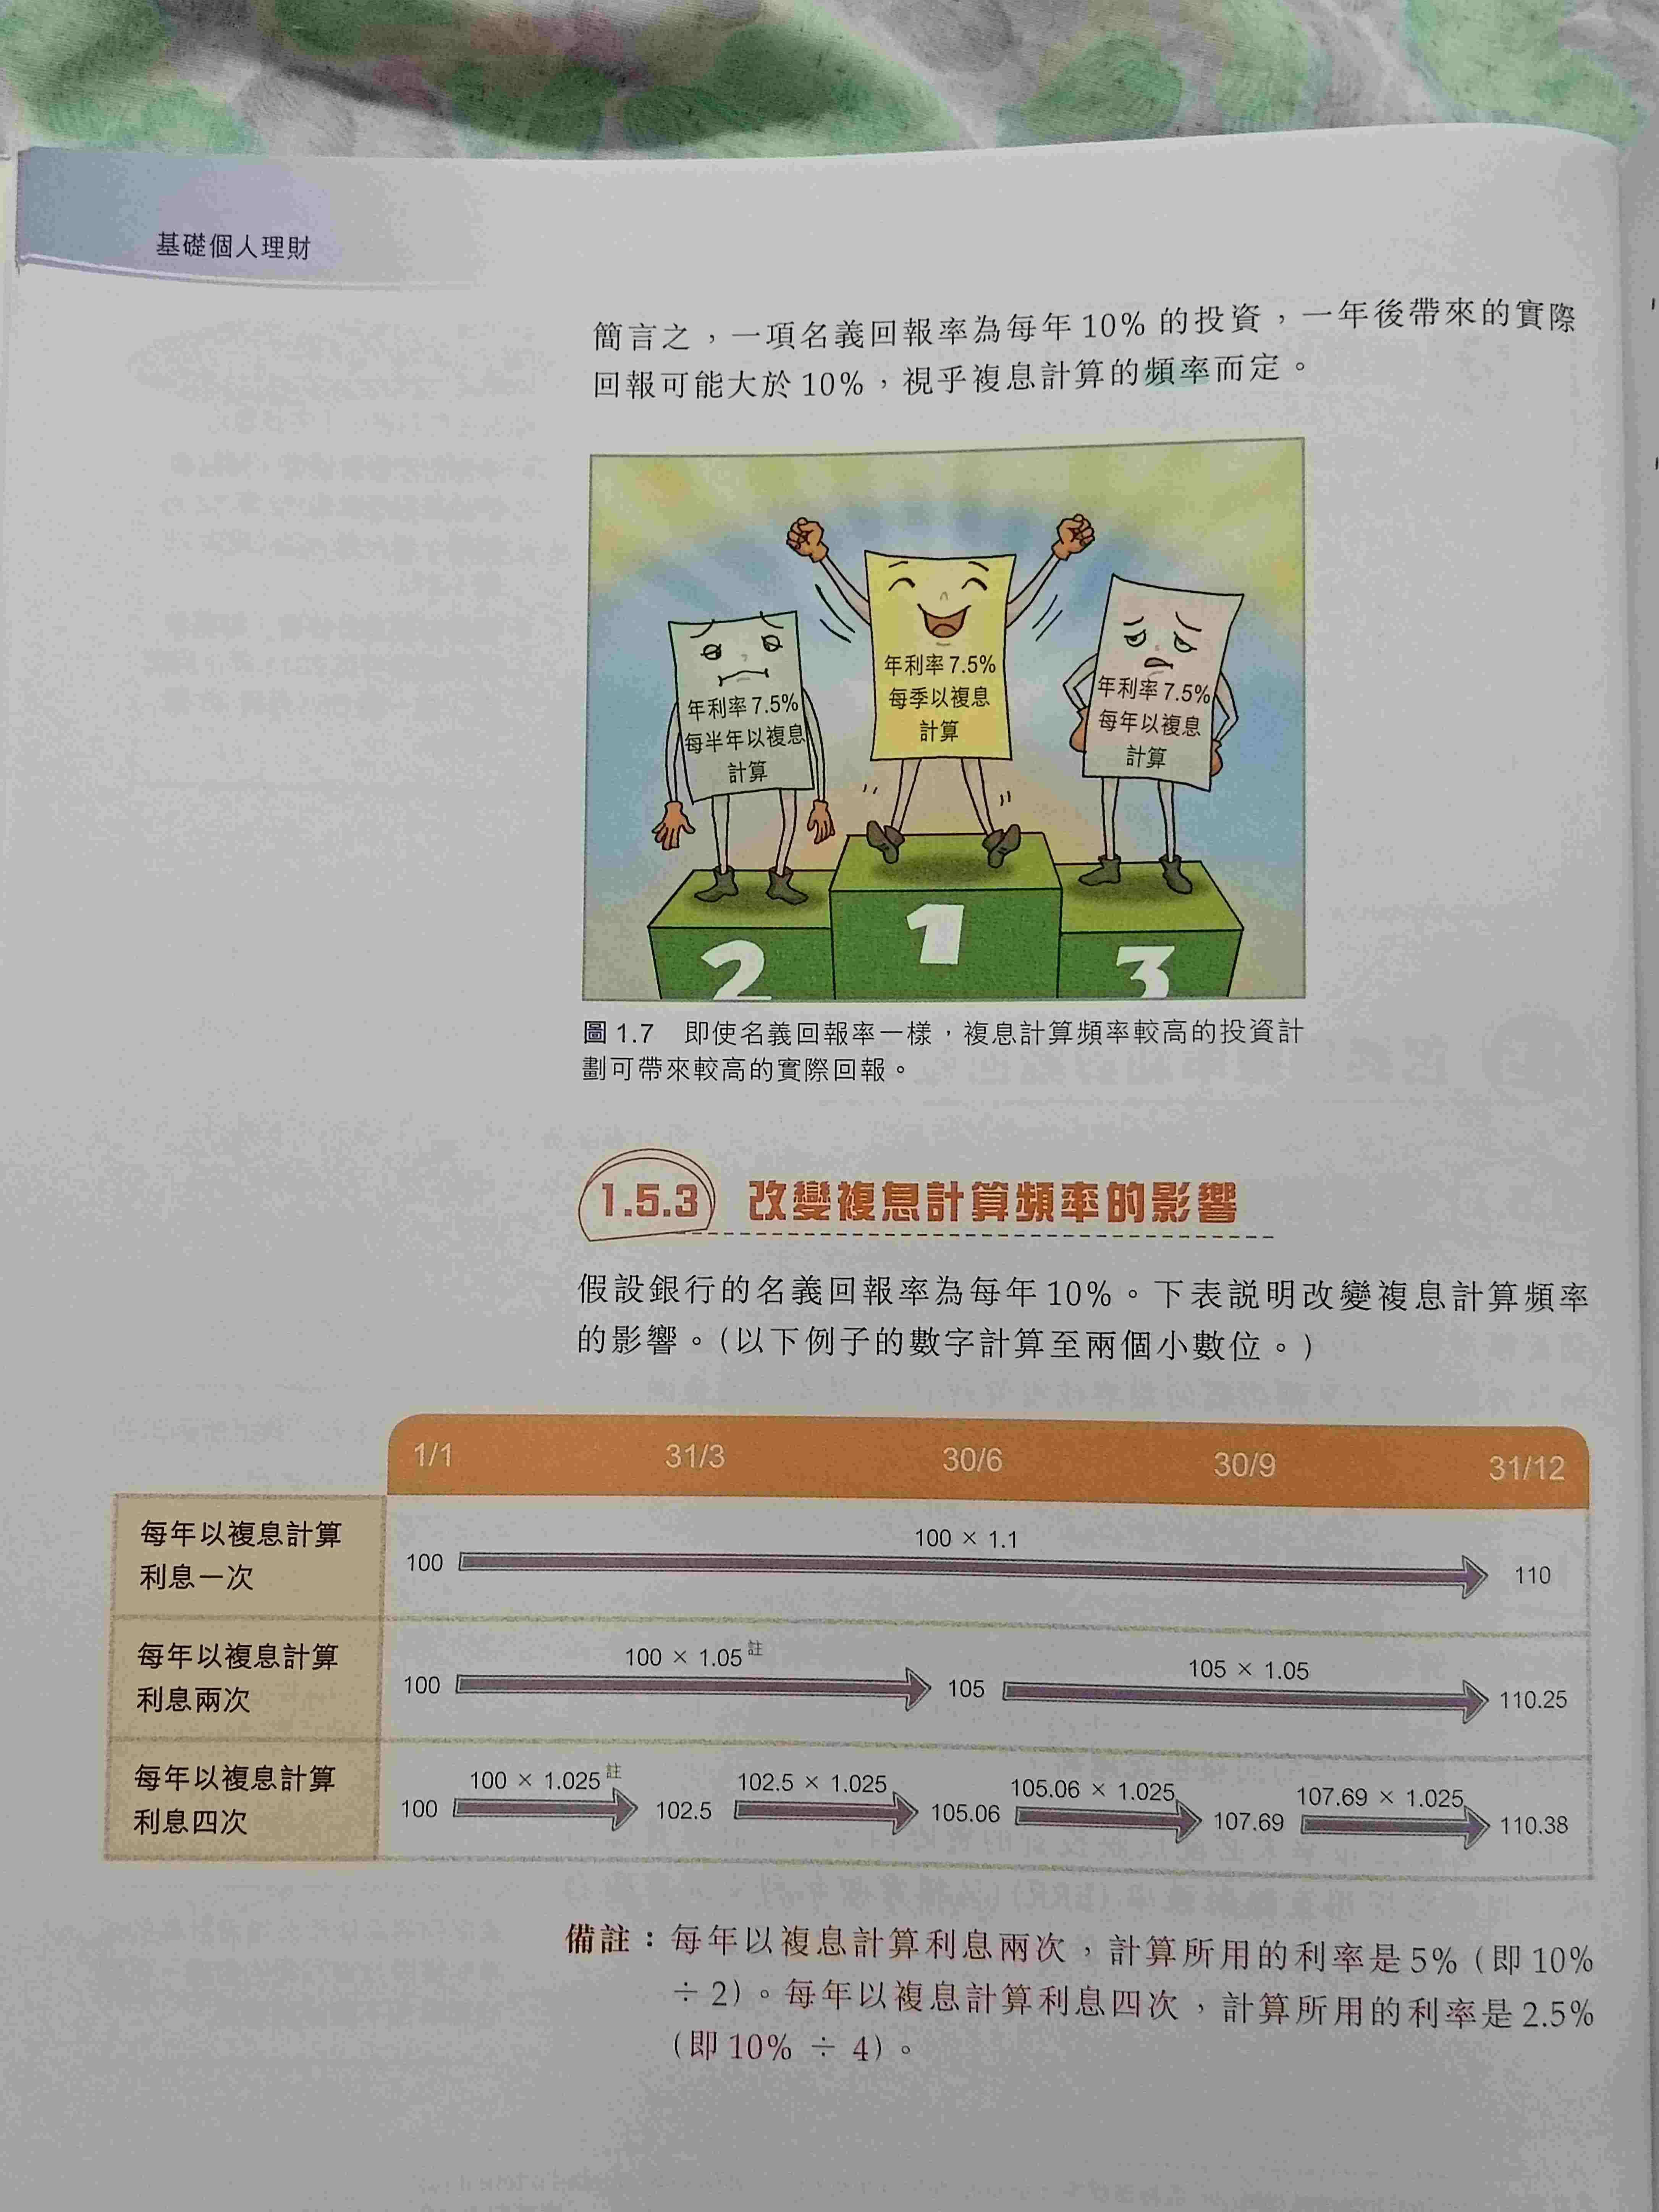 基礎個人理財
簡言之，一項名義回報率為每年 10% 的投資，一年後帶來的實際
回報可能大於 10%，視乎複息計算的頻率而定。
年利率 7.5%
每半年以複息
計算
年利率 7.5%
每季以複息
計算
年利率 7.5%
每年以複息
計算
2
1
3
圖 1.7 即使名義回報率一樣，複息計算頻率較高的投資計
劃可帶來較高的實際回報。
1.5.3 改變複息計算頻率的影響
假設銀行的名義回報率為每年 10%。下表說明改變複息計算頻率
的影響。(以下例子的數字計算至兩個小數位。)
1/1 31/3 30/6 30/9 31/12
每年以複息計算
利息一次
100 × 1.1
100 110
每年以複息計算
利息兩次
100 × 1.05註 105 × 1.05
100 105 110.25
每年以複息計算
利息四次
100 × 1.025註 102.5 × 1.025 105.06 × 1.025 107.69 × 1.025
100 102.5 105.06 107.69 110.38
備註：每年以複息計算利息兩次，計算所用的利率是 5% (即 10%
÷ 2)。每年以複息計算利息四次，計算所用的利率是 2.5%
(即 10% ÷ 4)。